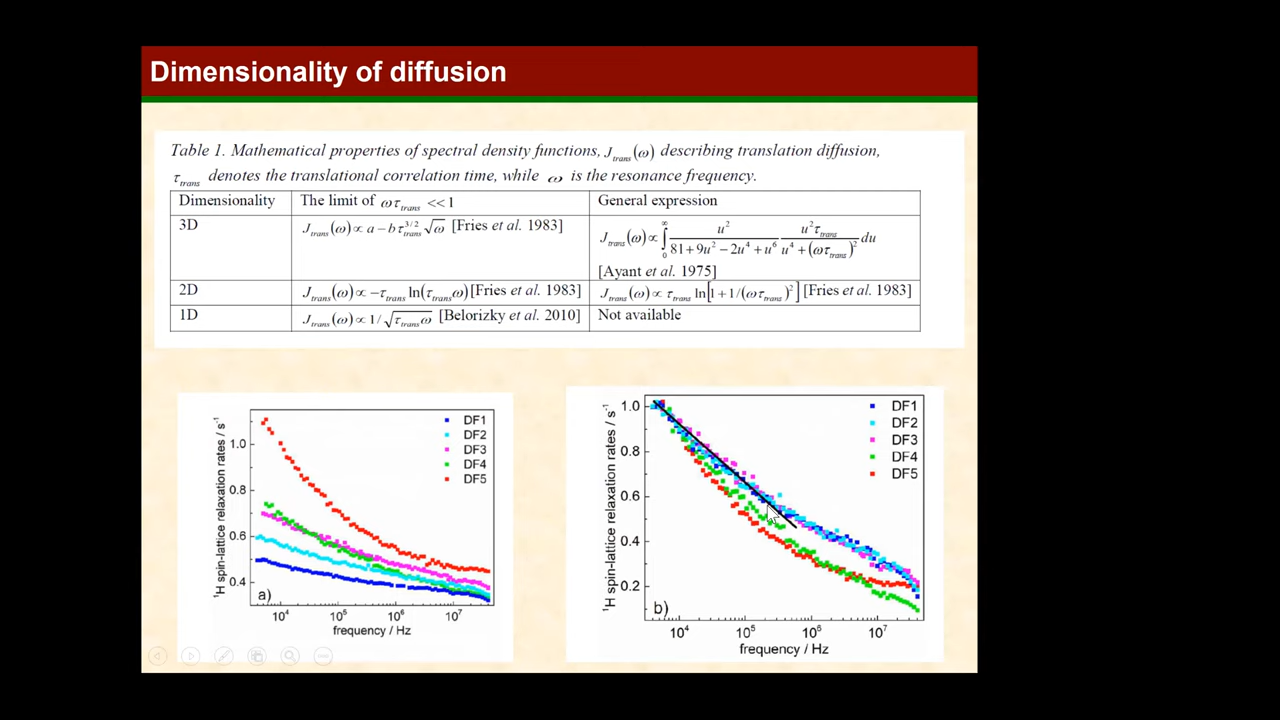 Dimensionality of diffusion
Table 1. Mathematical properties of spectral density functions, J_trans(ω) describing translation diffusion,
τ_trans denotes the translational correlation time, while ω is the resonance frequency.
Dimensionality The limit of ωτ_trans << 1 General expression
3D J_trans(ω) ∝ a − bτ_trans^3/2 √ω [Fries et al. 1983] J_trans(ω) ∝ ∫_0^∞ u²/(81+9u²−2u⁴+u⁶) u²τ_trans/(u⁴+(ωτ_trans)²) du
[Ayant et al. 1975]
2D J_trans(ω) ∝ −τ_trans ln(τ_trans ω) [Fries et al. 1983] J_trans(ω) ∝ τ_trans ln[1+1/(ωτ_trans)²] [Fries et al. 1983]
1D J_trans(ω) ∝ 1/√(τ_trans ω) [Belorizky et al. 2010] Not available
¹H spin-lattice relaxation rates / s⁻¹
1.0
0.8
0.6
0.4
DF1
DF2
DF3
DF4
DF5
a)
10⁴ 10⁵ 10⁶ 10⁷
frequency / Hz
¹H spin-lattice relaxation rates / s⁻¹
1.0
0.8
0.6
0.4
0.2
DF1
DF2
DF3
DF4
DF5
b)
10⁴ 10⁵ 10⁶ 10⁷
frequency / Hz